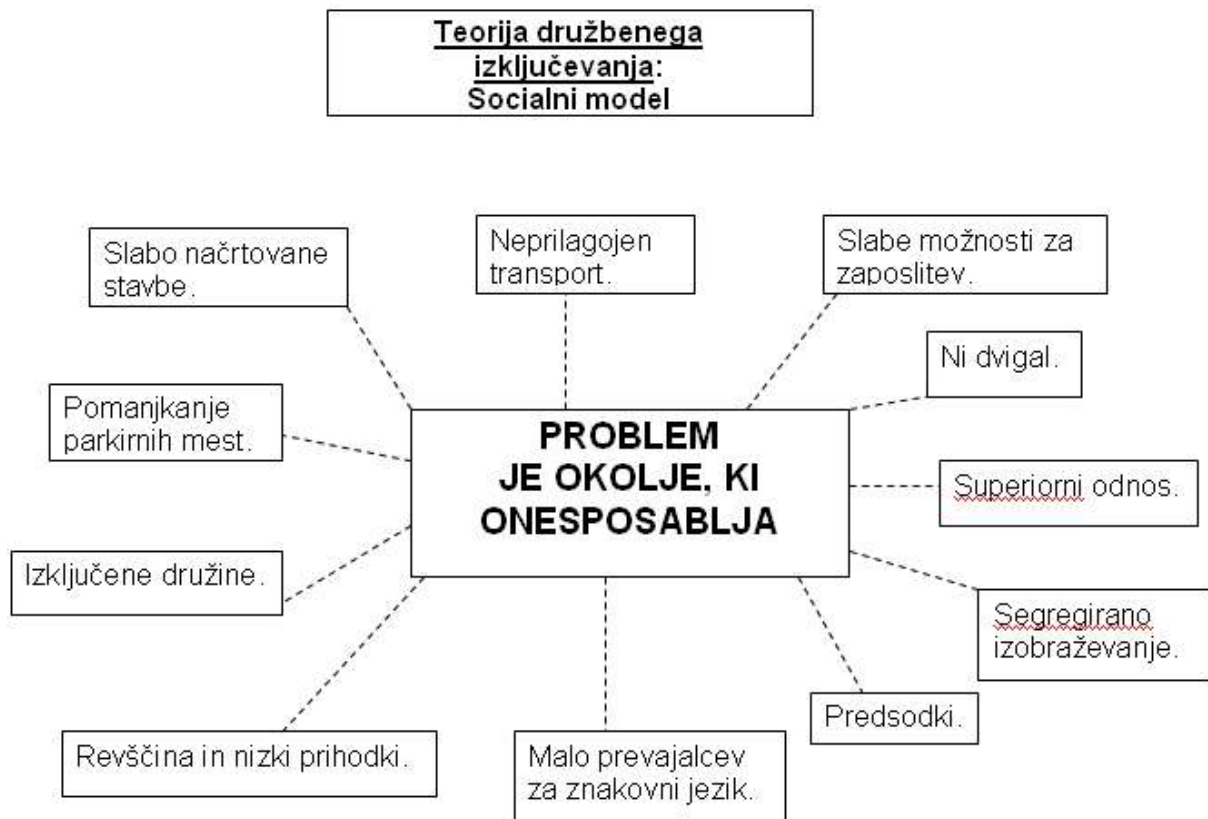 Teorija družbenega
izključevanja:
Socialni model
Slabo načrtovane
stavbe.
Neprilagojen
transport.
Slabe možnosti za
zaposlitev.
Ni dvigal.
Pomanjkanje
parkirnih mest.
PROBLEM
JE OKOLJE, KI
ONESPOSABLJA
Superiorni odnos.
Izključene družine.
Segregirano
izobraževanje.
Predsodki.
Revščina in nizki prihodki.
Malo prevajalcev
za znakovni jezik.